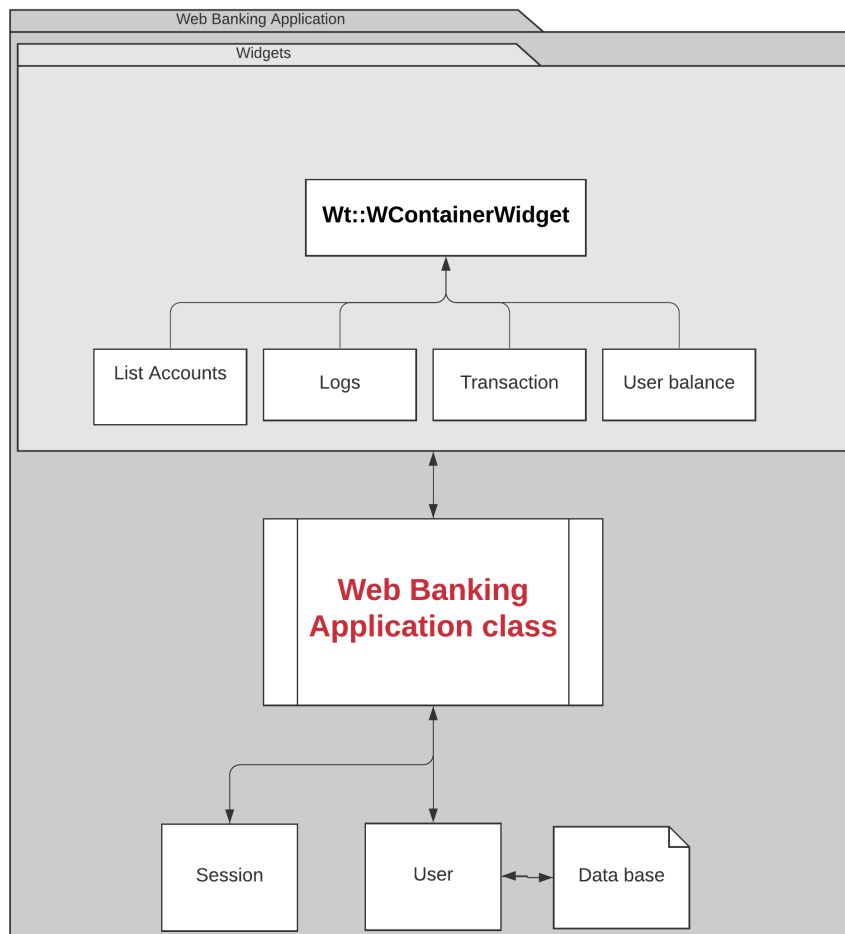 Web Banking Application
Widgets
Wt::WContainerWidget
List Accounts
Logs
Transaction
User balance
Web Banking
Application class
Session
User
Data base